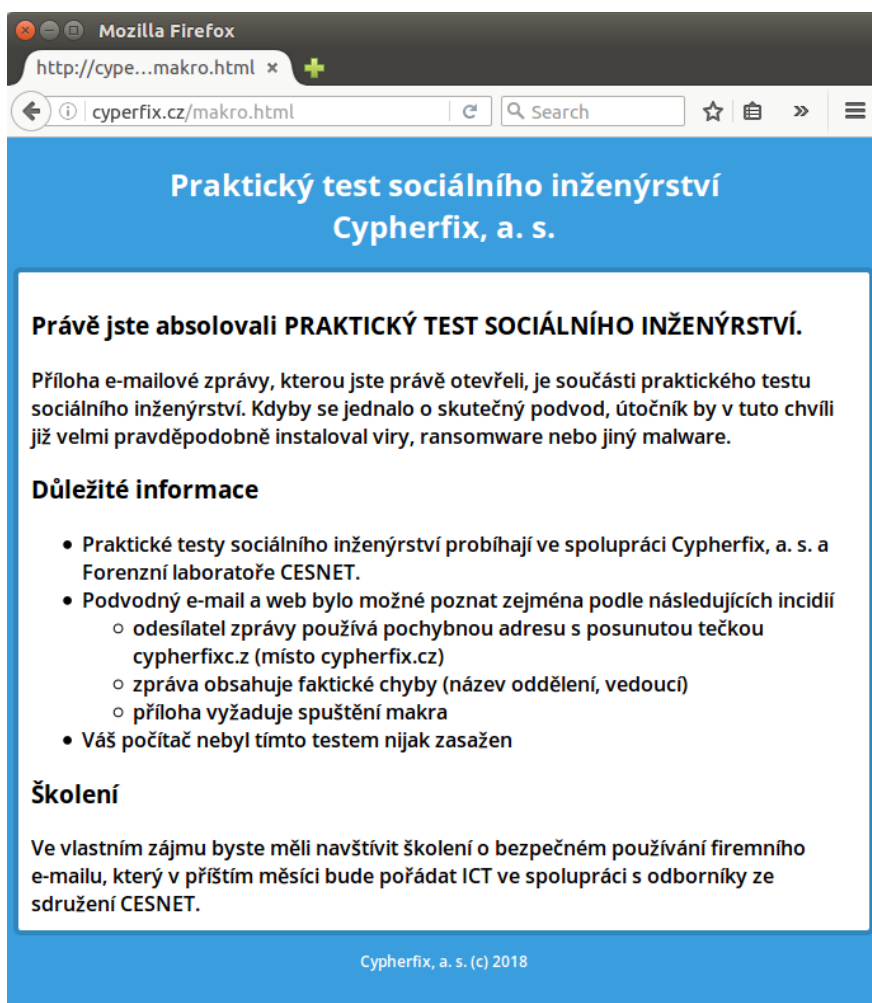 Mozilla Firefox
http://cype...makro.html
cyperfix.cz/makro.html
Search
Praktický test sociálního inženýrství
Cypherfix, a. s.
Právě jste absolovali PRAKTICKÝ TEST SOCIÁLNÍHO INŽENÝRSTVÍ.
Příloha e-mailové zprávy, kterou jste právě otevřeli, je součásti praktického testu
sociálního inženýrství. Kdyby se jednalo o skutečný podvod, útočník by v tuto chvíli
již velmi pravděpodobně instaloval viry, ransomware nebo jiný malware.
Důležité informace
• Praktické testy sociálního inženýrství probíhají ve spolupráci Cypherfix, a. s. a
Forenzní laboratoře CESNET.
• Podvodný e-mail a web bylo možné poznat zejména podle následujících incidií
◦ odesílatel zprávy používá pochybnou adresu s posunutou tečkou
cypherfixc.z (místo cypherfix.cz)
◦ zpráva obsahuje faktické chyby (název oddělení, vedoucí)
◦ příloha vyžaduje spuštění makra
• Váš počítač nebyl tímto testem nijak zasažen
Školení
Ve vlastním zájmu byste měli navštívit školení o bezpečném používání firemního
e-mailu, který v příštím měsíci bude pořádat ICT ve spolupráci s odborníky ze
sdružení CESNET.
Cypherfix, a. s. (c) 2018